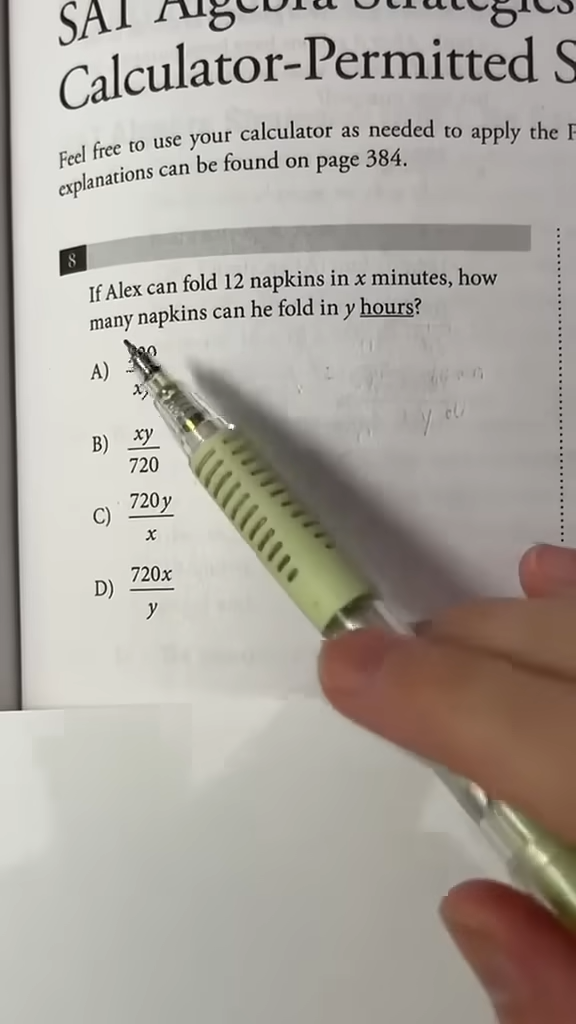 SAT Algebra Strategies
Calculator-Permitted S
Feel free to use your calculator as needed to apply the
explanations can be found on page 384.
8
If Alex can fold 12 napkins in x minutes, how
many napkins can he fold in y hours?
A)
B) xy
720
C) 720y
x
D) 720x
y